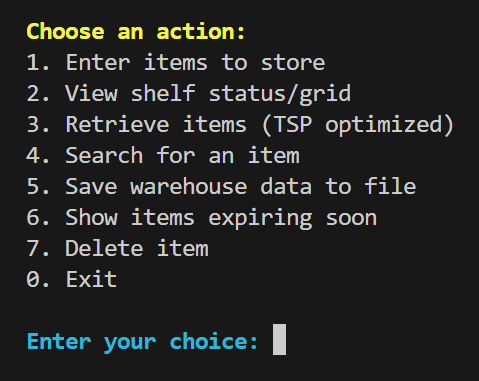 Choose an action:
1. Enter items to store
2. View shelf status/grid
3. Retrieve items (TSP optimized)
4. Search for an item
5. Save warehouse data to file
6. Show items expiring soon
7. Delete item
0. Exit
Enter your choice: